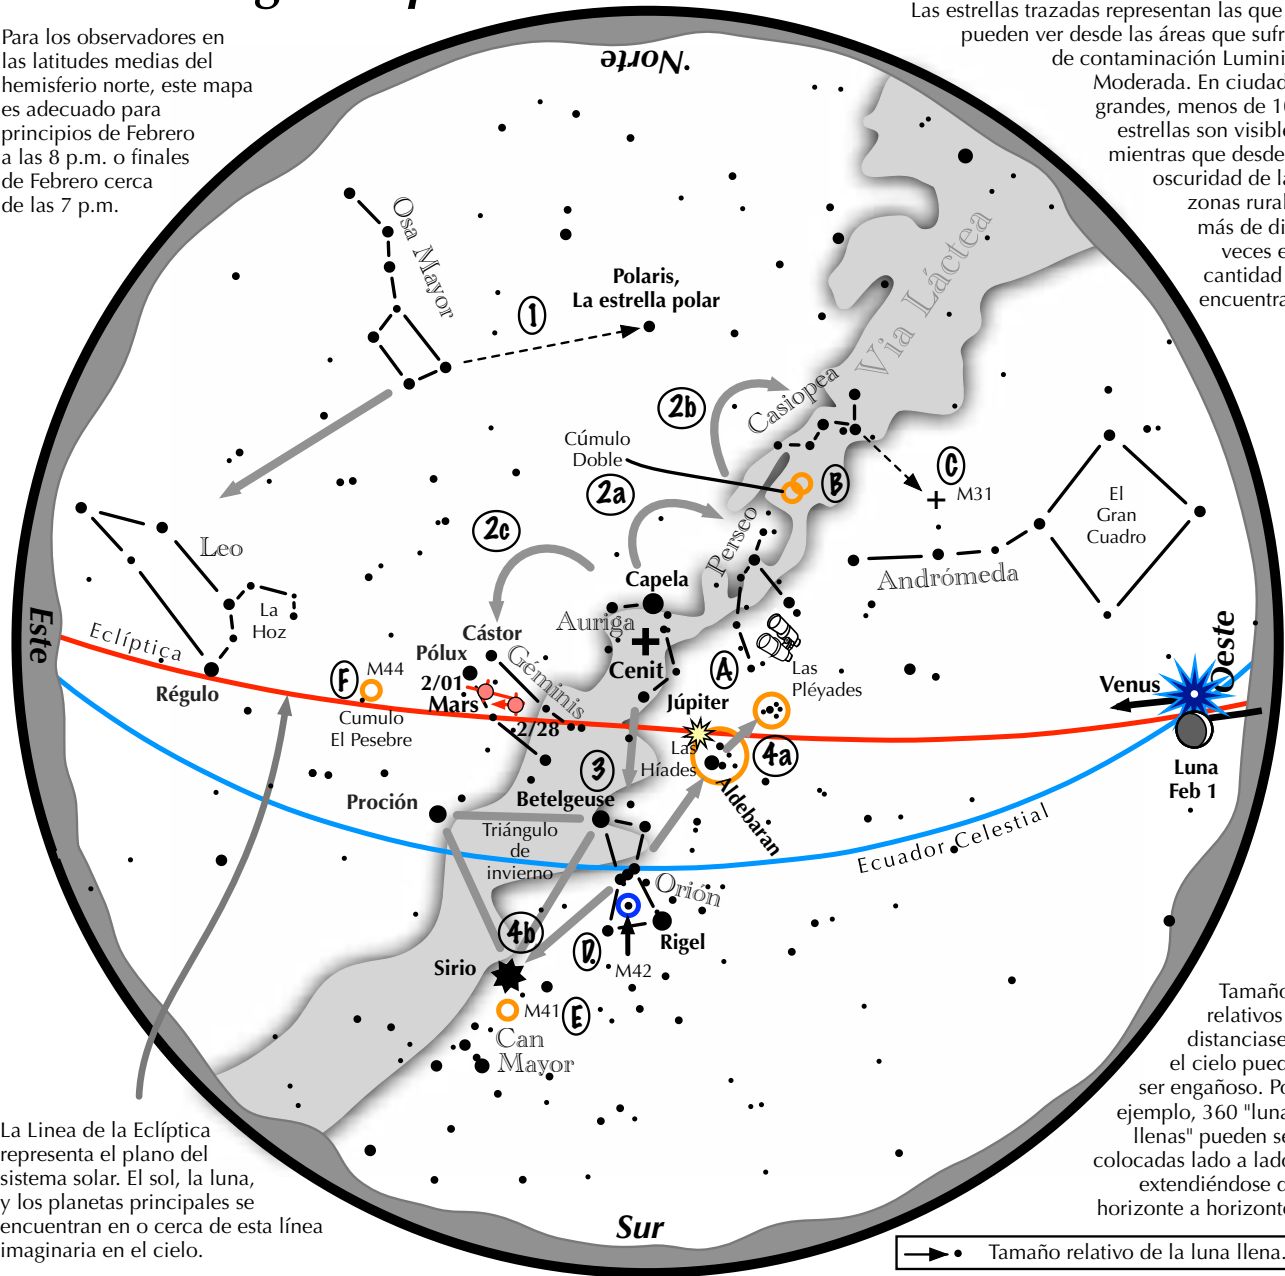 Para los observadores en
las latitudes medias del
hemisferio norte, este mapa
es adecuado para
principios de Febrero
a las 8 p.m. o finales
de Febrero cerca
de las 7 p.m.
Las estrellas trazadas representan las que
pueden ver desde las áreas que sufr
de contaminación Lumini
Moderada. En ciudad
grandes, menos de 10
estrellas son visible
mientras que desde
oscuridad de la
zonas rural
más de di
veces e
cantidad
encuentra
Norte
Osa Mayor
Polaris,
La estrella polar
1
Via Láctea
2b
Casiopea
Cúmulo
Doble
B
C
M31
2a
El
Gran
Cuadro
2c
Leo
Perseo
Andrómeda
Capela
La
Hoz
Auriga
Este
Eclíptica
Cástor
Géminis
Cenit
A
Las
Pléyades
Oeste
Pólux
M44
F
2/01
Régulo
Mars
Júpiter
Venus
Cumulo
El Pesebre
2/28
Las
Híades
4a
3
Luna
Feb 1
Proción
Betelgeuse
Aldebaran
Triángulo
de
invierno
Ecuador Celestial
Orión
4b
D.
Rigel
Sirio
M42
M41
E
Can
Mayor
Tamaño
relativos
distanciase
el cielo pued
ser engañoso. Po
ejemplo, 360 "luna
llenas" pueden se
colocadas lado a lado
extendiéndose d
horizonte a horizonte
La Linea de la Eclíptica
representa el plano del
sistema solar. El sol, la luna,
y los planetas principales se
encuentran en o cerca de esta línea
imaginaria en el cielo.
Sur
Tamaño relativo de la luna llena.